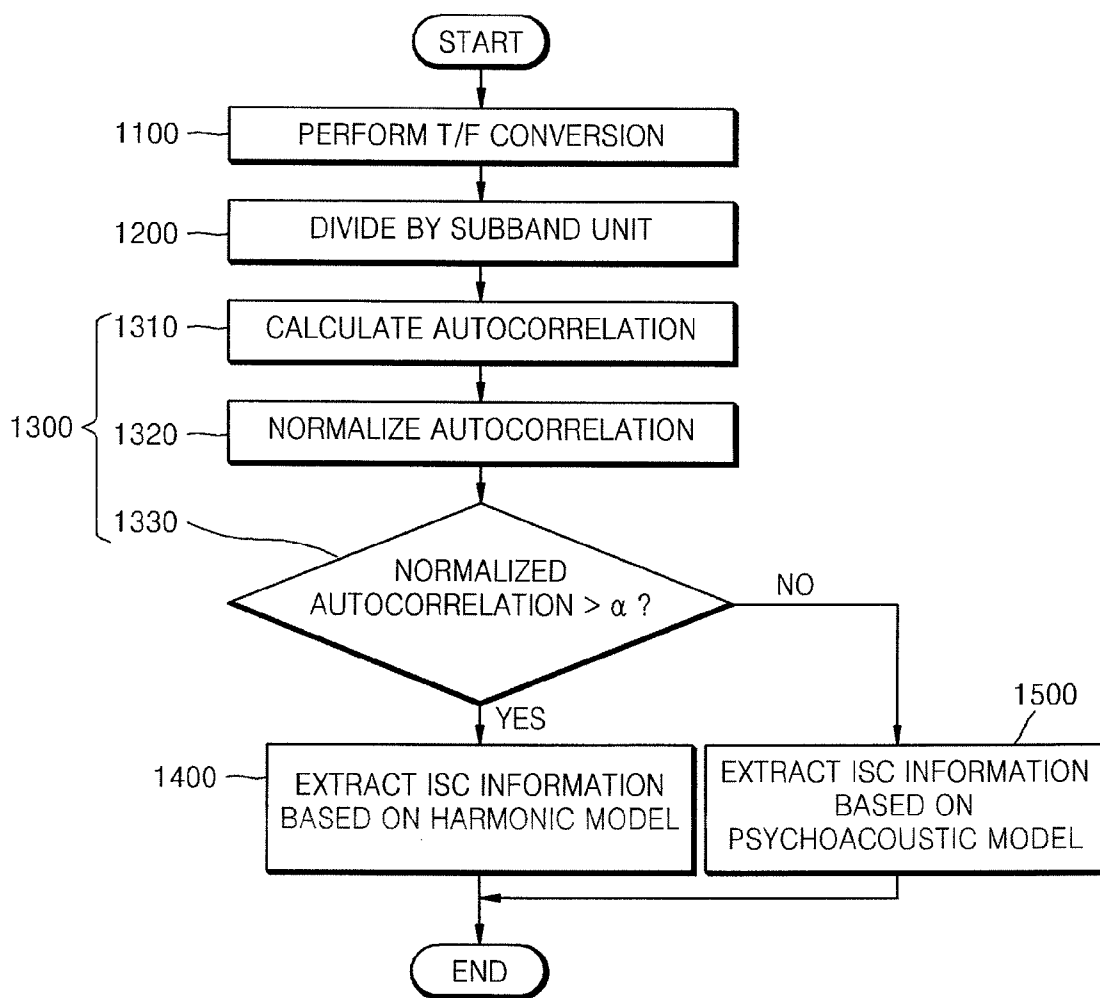 START
1100
PERFORM T/F CONVERSION
1200
DIVIDE BY SUBBAND UNIT
1300
1310
CALCULATE AUTOCORRELATION
1320
NORMALIZE AUTOCORRELATION
1330
NORMALIZED
AUTOCORRELATION > α ?
NO
YES
1400
EXTRACT ISC INFORMATION
BASED ON HARMONIC MODEL
1500
EXTRACT ISC INFORMATION
BASED ON
PSYCHOACOUSTIC MODEL
END